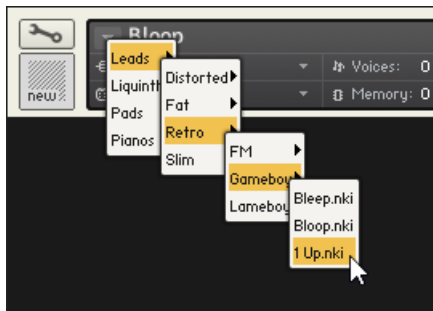 Bloop
Leads
Voices: 0
new
Pads
Memory: 0
Pianos
Distorted
Fat
Retro
Slim
FM
Gameboy
Lameboy
Bleep.nki
Bloop.nki
1 Up.nki